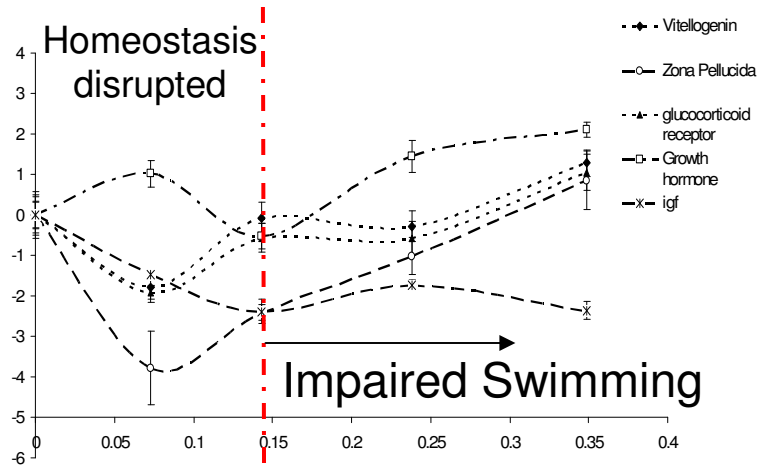 Homeostasis
disrupted
Impaired Swimming
4
3
2
1
0
-1
-2
-3
-4
-5
-6
0
0.05
0.1
0.15
0.2
0.25
0.3
0.35
0.4
Vitellogenin
Zona Pellucida
glucocorticoid
receptor
Growth
hormone
igf